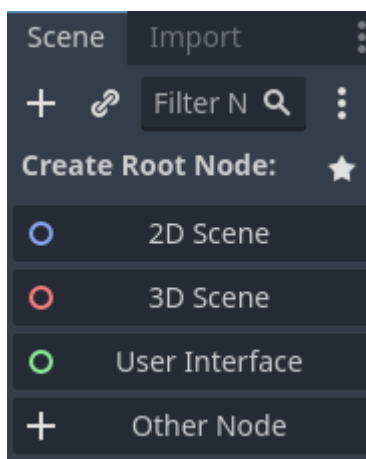 Scene Import
Filter N
Create Root Node:
2D Scene
3D Scene
User Interface
Other Node